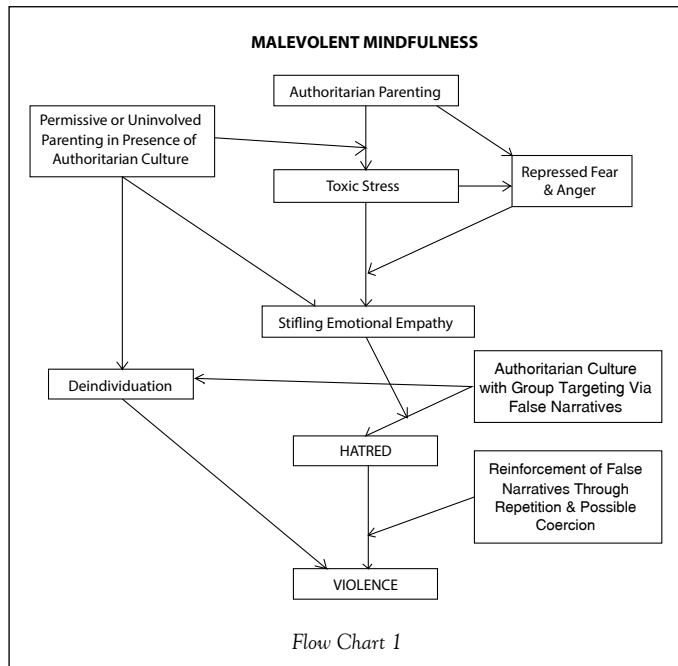 MALEVOLENT MINDFULNESS
Authoritarian Parenting
Permissive or Uninvolved
Parenting in Presence of
Authoritarian Culture
Toxic Stress
Repressed Fear
& Anger
Stifling Emotional Empathy
Deindividuation
Authoritarian Culture
with Group Targeting Via
False Narratives
HATRED
Reinforcement of False
Narratives Through
Repetition & Possible
Coercion
VIOLENCE
Flow Chart 1